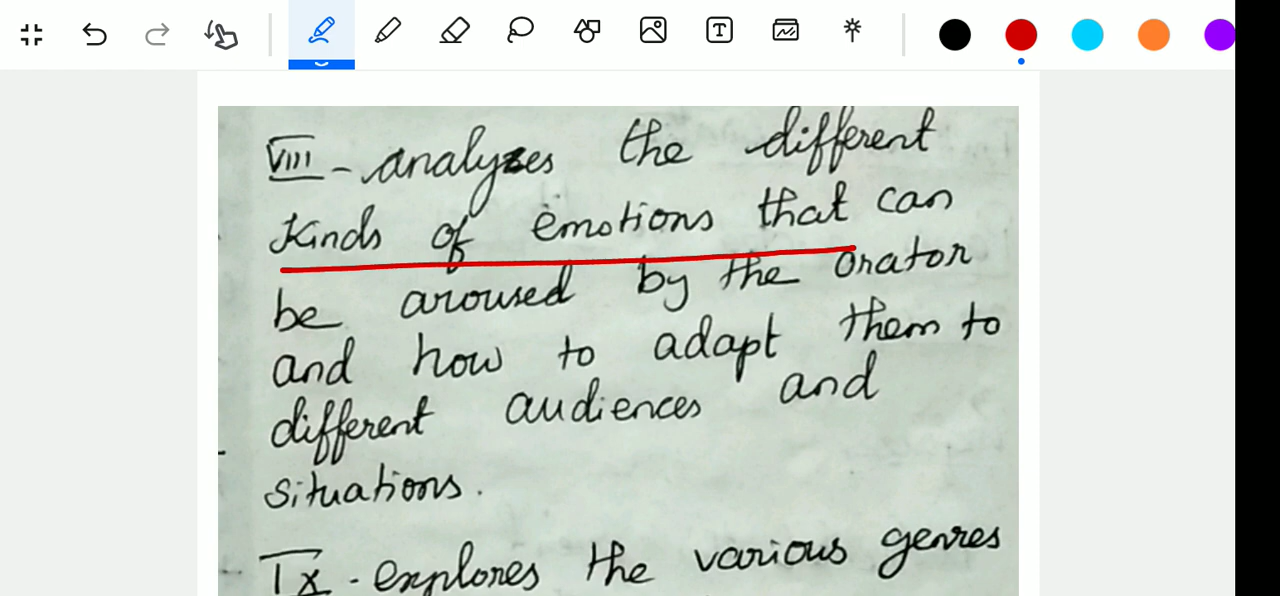 VIII - analyzes the different
Kinds of emotions that can
be aroused by the orator
and how to adapt them to
different audiences and
situations.
IX - explores the various genres